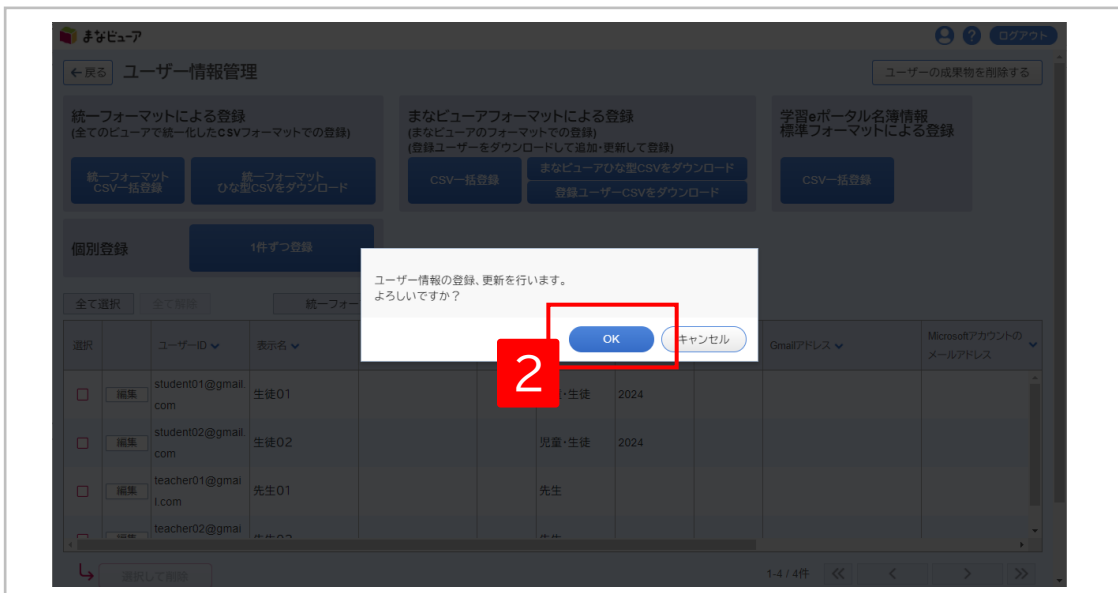 まなビューア
ログアウト
←戻る
ユーザー情報管理
ユーザーの成果物を削除する
統一フォーマットによる登録
(全てのビューアで統一化したCSVフォーマットでの登録)
統一フォーマット
CSV一括登録
統一フォーマット
ひな型CSVをダウンロード
まなビューアフォーマットによる登録
(まなビューアのフォーマットでの登録)
(登録ユーザーをダウンロードして追加・更新して登録)
CSV一括登録
まなビューアひな型CSVをダウンロード
登録ユーザーCSVをダウンロード
学習eポータル名簿情報
標準フォーマットによる登録
CSV一括登録
個別登録
1件ずつ登録
ユーザー情報の登録、更新を行います。
よろしいですか?
OK
キャンセル
2
全て選択
全て解除
統一フォー
選択
ユーザーID
表示名
Gmailアドレス
Microsoftアカウントの
メールアドレス
編集
student01@gmail.
com
生徒01
・生徒
2024
編集
student02@gmail.
com
生徒02
児童・生徒
2024
編集
teacher01@gmai
l.com
先生01
先生
編集
teacher02@gmai
先生02
先生
選択して削除
1-4 / 4件